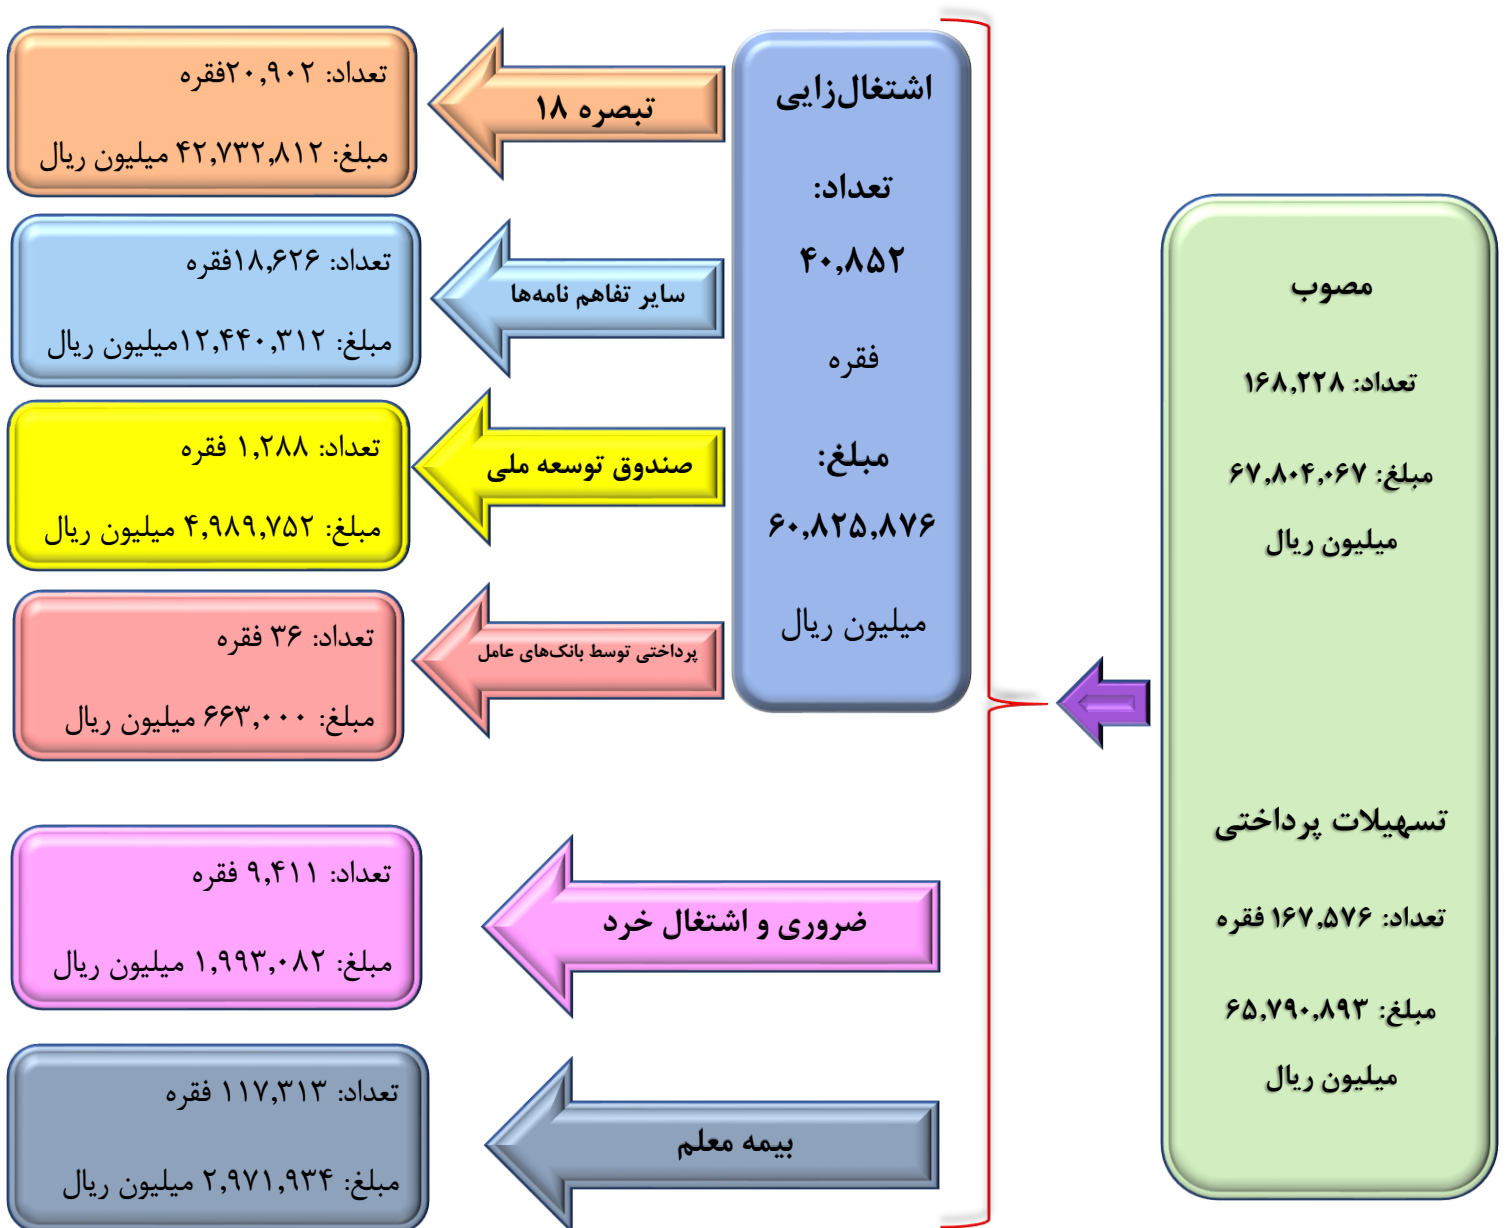 مصوب
تعداد: ۱۶۸,۲۲۸
مبلغ: ۶۷,۸۰۴,۰۶۷
میلیون ریال
تسهیلات پرداختی
تعداد: ۱۶۷,۵۷۶ فقره
مبلغ: ۶۵,۷۹۰,۸۹۳
میلیون ریال
اشتغال‌زایی
تعداد:
۴۰,۸۵۲
فقره
مبلغ:
۶۰,۸۲۵,۸۷۶
میلیون ریال
تبصره ۱۸
تعداد: ۲۰,۹۰۲فقره
مبلغ: ۴۲,۷۳۲,۸۱۲ میلیون ریال
سایر تفاهم نامه‌ها
تعداد: ۱۸,۶۲۶فقره
مبلغ: ۱۲,۴۴۰,۳۱۲میلیون ریال
صندوق توسعه ملی
تعداد: ۱,۲۸۸ فقره
مبلغ: ۴,۹۸۹,۷۵۲ میلیون ریال
پرداختی توسط بانک‌های عامل
تعداد: ۳۶ فقره
مبلغ: ۶۶۳,۰۰۰ میلیون ریال
ضروری و اشتغال خرد
تعداد: ۹,۴۱۱ فقره
مبلغ: ۱,۹۹۳,۰۸۲ میلیون ریال
بیمه معلم
تعداد: ۱۱۷,۳۱۳ فقره
مبلغ: ۲,۹۷۱,۹۳۴ میلیون ریال